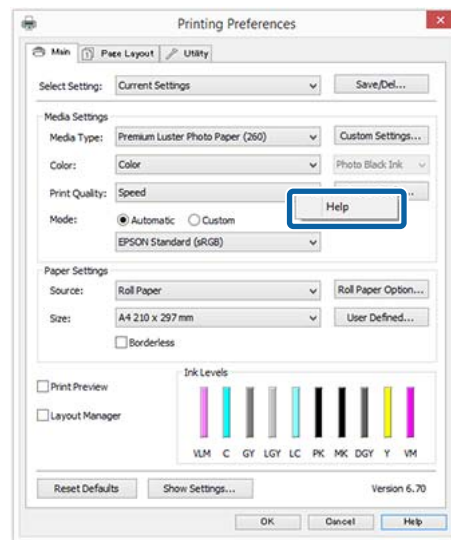 Printing Preferences
Main Page Layout Utility
Select Setting: Current Settings Save/Del...
Media Settings
Media Type: Premium Luster Photo Paper (260) Custom Settings...
Color: Color Photo Black Ink
Print Quality: Speed ...
Help
Mode: Automatic Custom
EPSON Standard (sRGB)
Paper Settings
Source: Roll Paper Roll Paper Option...
Size: A4 210 x 297 mm User Defined...
Borderless
Ink Levels
Print Preview
Layout Manager
VLM C GY LGY LC PK MK DGY Y VM
Reset Defaults Show Settings... Version 6.70
OK Cancel Help